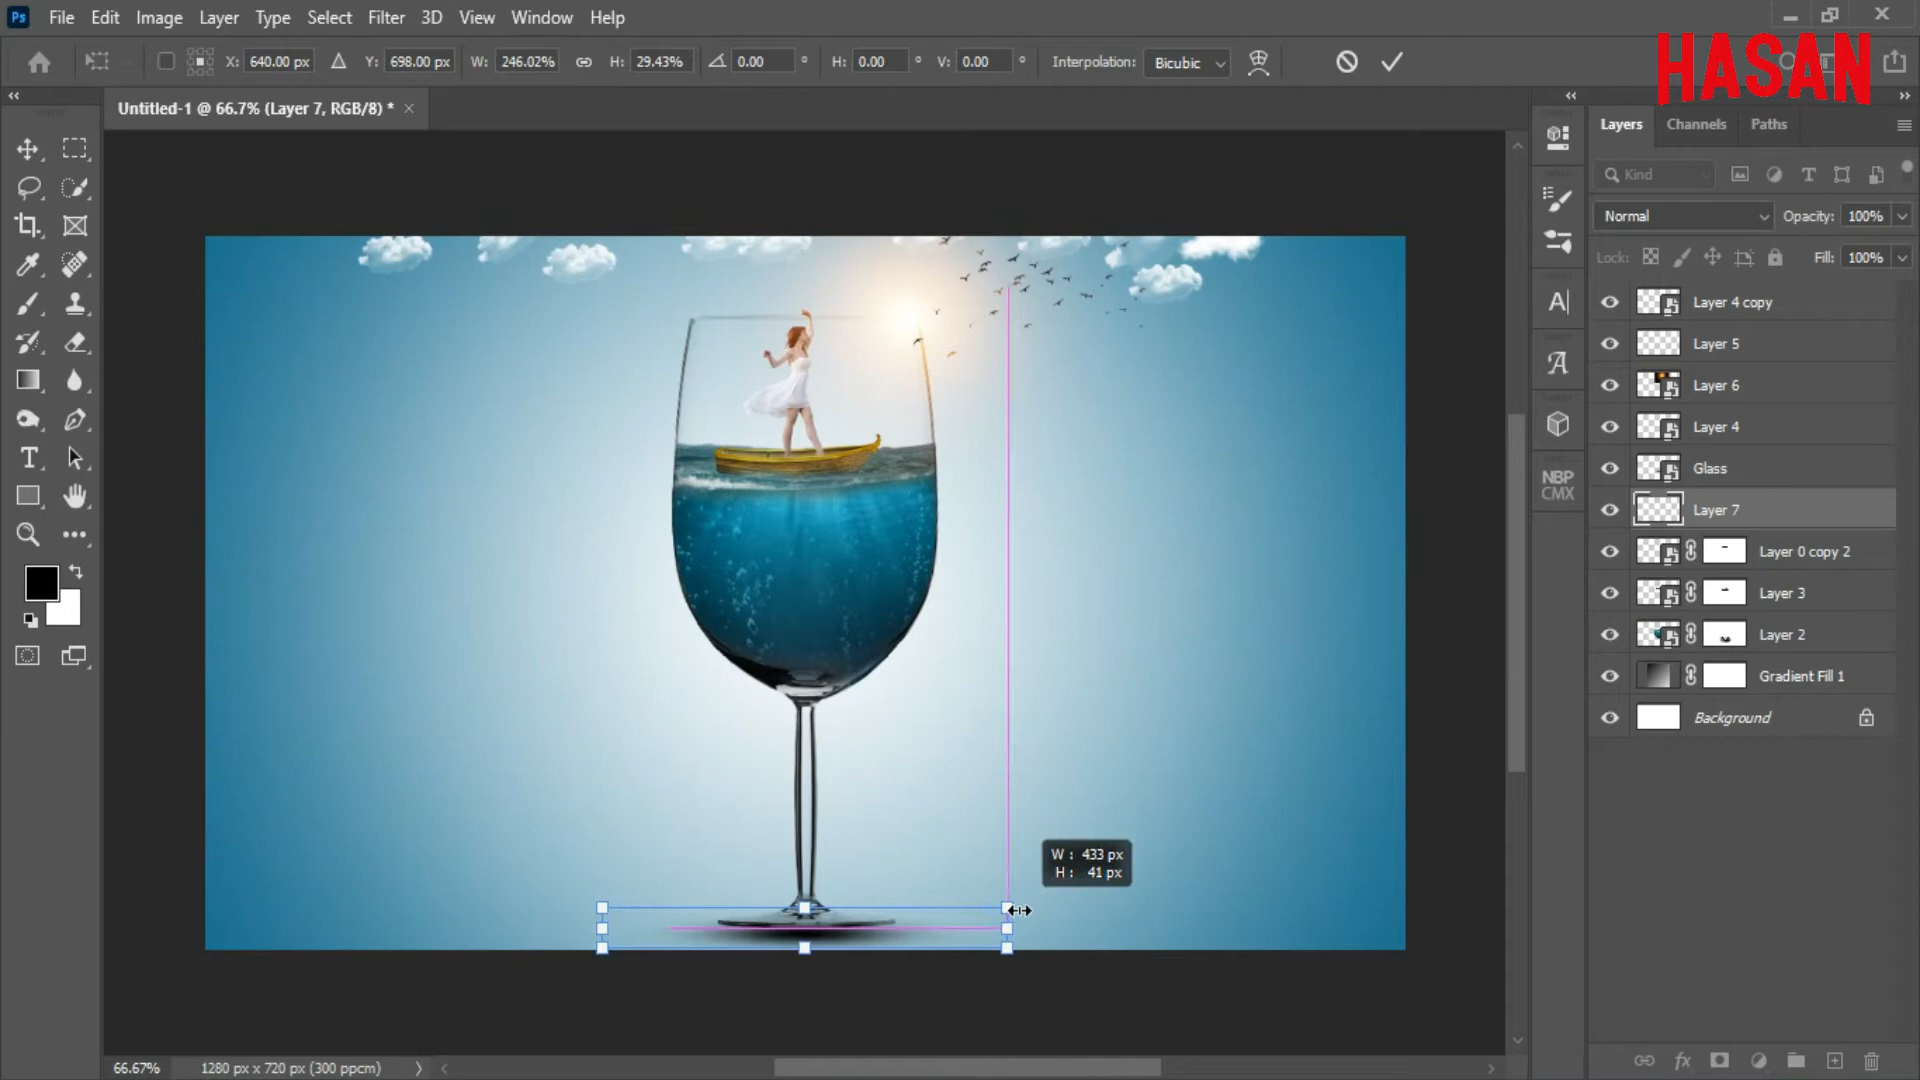 Ps File Edit Image Layer Type Select Filter 3D View Window Help
X: 640.00 px Y: 698.00 px W: 246.02% H: 29.43% 0.00 ° H: 0.00 ° V: 0.00 ° Interpolation: Bicubic
HASAN
Untitled-1 @ 66.7% (Layer 7, RGB/8) *
Layers Channels Paths
Kind
Normal Opacity: 100%
Lock: Fill: 100%
Layer 4 copy
Layer 5
Layer 6
Layer 4
Glass
Layer 7
Layer 0 copy 2
Layer 3
Layer 2
Gradient Fill 1
Background
NBP
CMX
W : 433 px
H : 41 px
66.67% 1280 px x 720 px (300 ppcm)